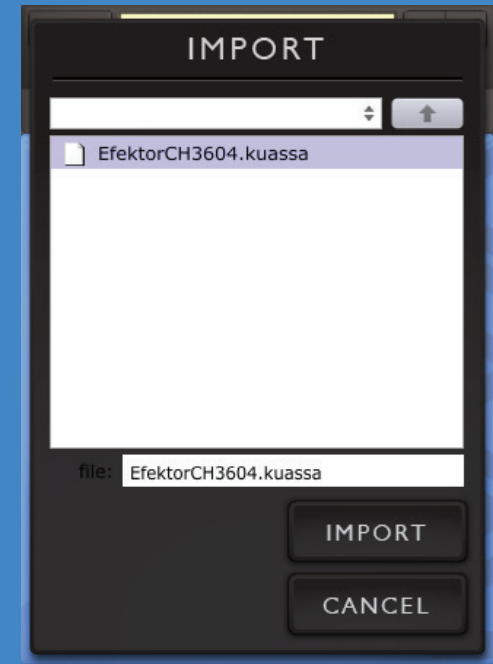 IMPORT
EfektorCH3604.kuassa
file: EfektorCH3604.kuassa
IMPORT
CANCEL